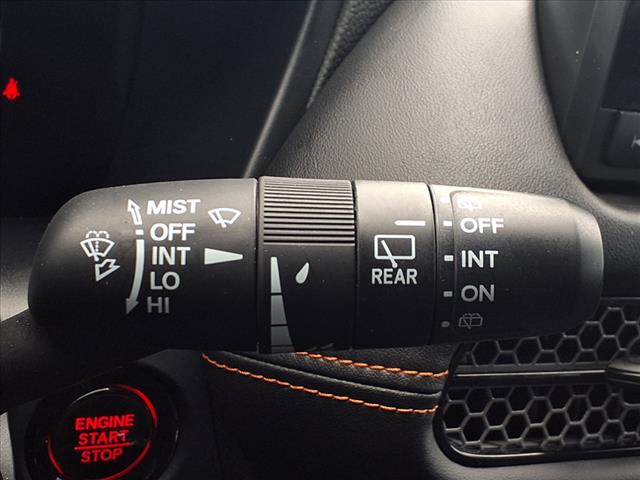 MIST
OFF
INT
LO
HI
REAR
OFF
INT
ON
ENGINE
START
STOP